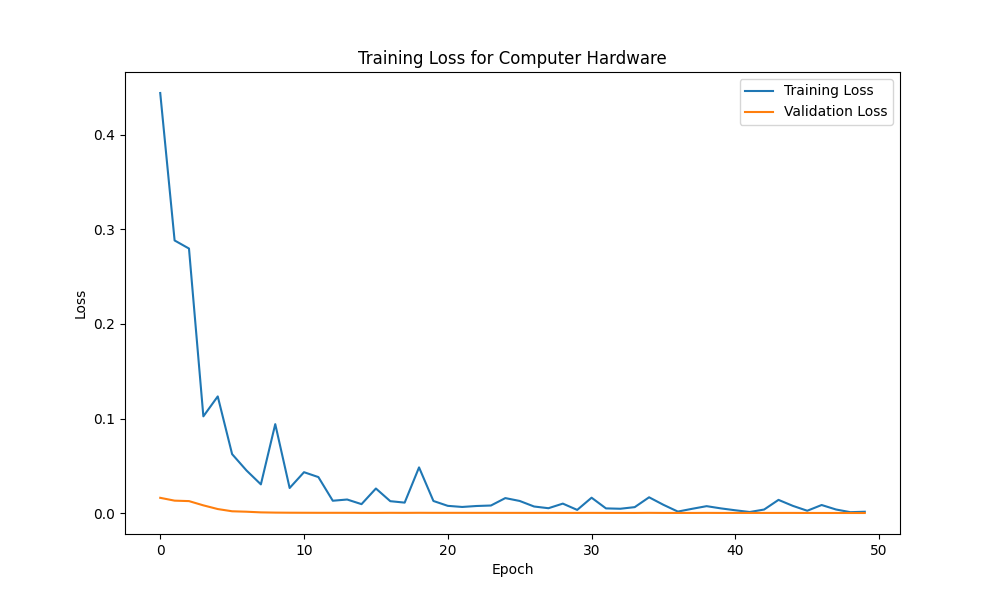 Training Loss for Computer Hardware
Training Loss
Validation Loss
0.4
0.3
0.2
0.1
0.0
Loss
0 10 20 30 40 50
Epoch